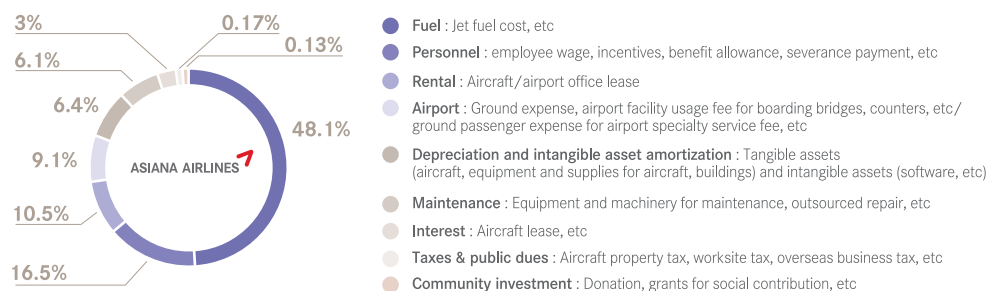 3%
0.17%
0.13%
6.1%
6.4%
48.1%
9.1%
ASIANA AIRLINES
10.5%
16.5%
Fuel : Jet fuel cost, etc
Personnel : employee wage, incentives, benefit allowance, severance payment, etc
Rental : Aircraft/airport office lease
Airport : Ground expense, airport facility usage fee for boarding bridges, counters, etc/
ground passenger expense for airport specialty service fee, etc
Depreciation and intangible asset amortization : Tangible assets
(aircraft, equipment and supplies for aircraft, buildings) and intangible assets (software, etc)
Maintenance : Equipment and machinery for maintenance, outsourced repair, etc
Interest : Aircraft lease, etc
Taxes & public dues : Aircraft property tax, worksite tax, overseas business tax, etc
Community investment : Donation, grants for social contribution, etc